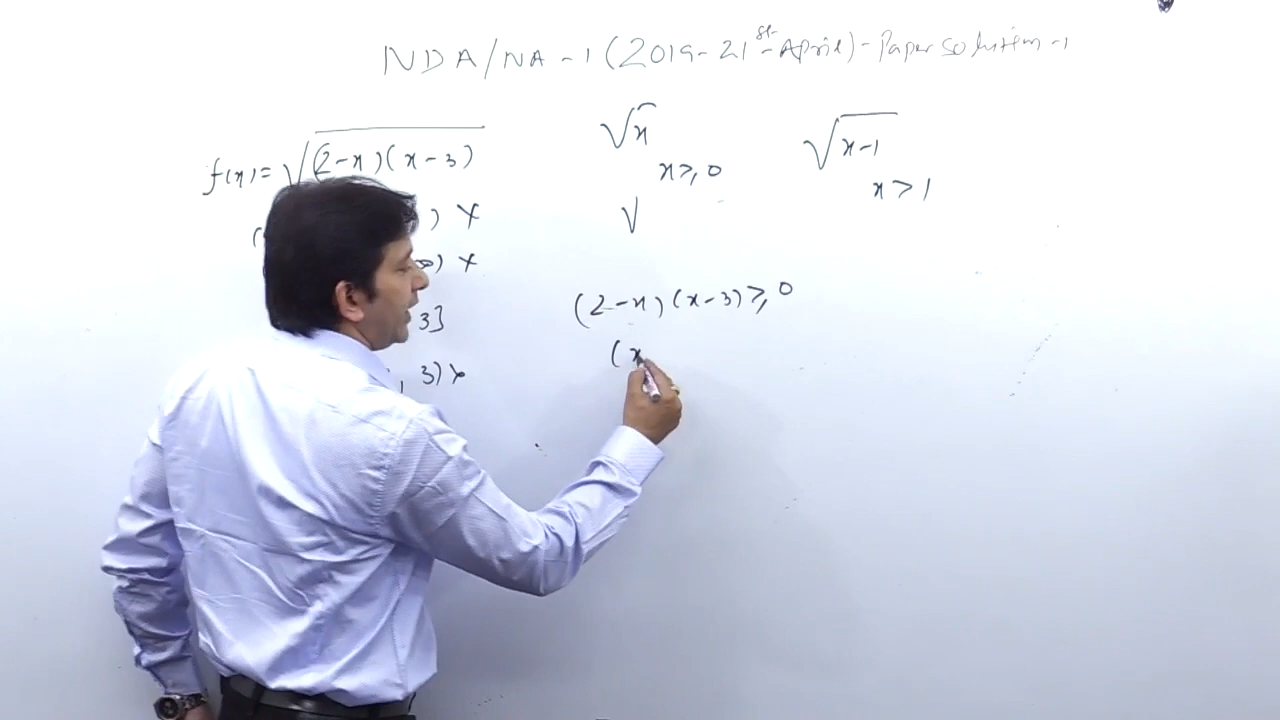 NDA/NA-1 (2019-21st-April)-Paper solution-1
f(x)= √(2-x)(x-3)
) ×
∞) ×
3]
, 3) ×
√x
x≥0
√
√x-1
x>1
(2-x)(x-3)≥0
(x